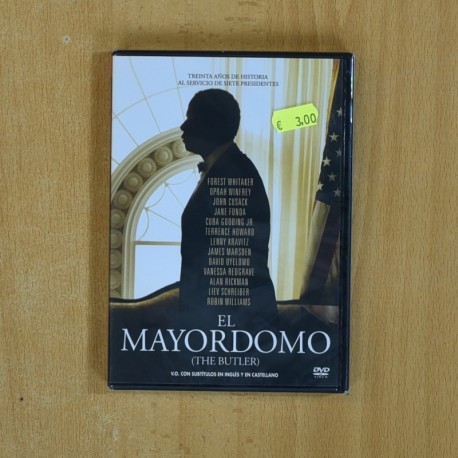 TREINTA AÑOS DE HISTORIA
AL SERVICIO DE SIETE PRESIDENTES
€ 3,00
FOREST WHITAKER
OPRAH WINFREY
JOHN CUSACK
JANE FONDA
CUBA GOODING JR.
TERRENCE HOWARD
LENNY KRAVITZ
JAMES MARSDEN
DAVID OYELOWO
VANESSA REDGRAVE
ALAN RICKMAN
LIEV SCHREIBER
ROBIN WILLIAMS
EL
MAYORDOMO
(THE BUTLER)
V.O. CON SUBTÍTULOS EN INGLÉS Y EN CASTELLANO
DVD
VIDEO